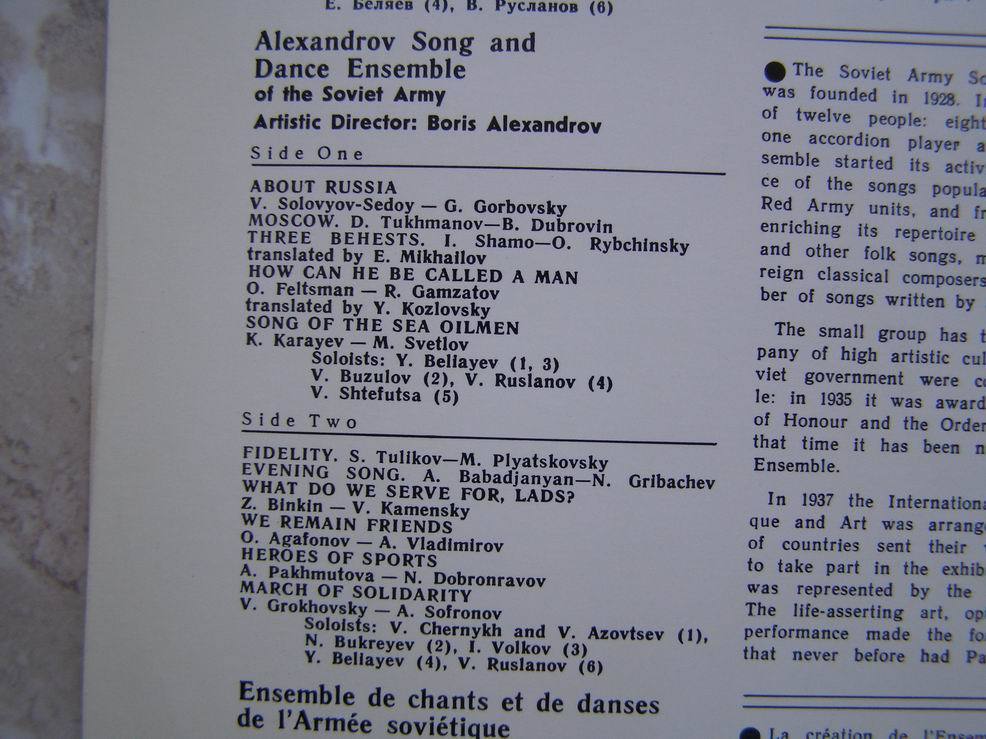 Е. Беляев (4), В. Русланов (6)
Alexandrov Song and
Dance Ensemble
of the Soviet Army
Artistic Director: Boris Alexandrov
Side One
ABOUT RUSSIA
V. Solovyov-Sedoy — G. Gorbovsky
MOSCOW. D. Tukhmanov—B. Dubrovin
THREE BEHESTS. I. Shamo—O. Rybchinsky
translated by E. Mikhailov
HOW CAN HE BE CALLED A MAN
O. Feltsman — R. Gamzatov
translated by Y. Kozlovsky
SONG OF THE SEA OILMEN
K. Karayev — M. Svetlov
Soloists: Y. Beliayev (1, 3)
V. Buzulov (2), V. Ruslanov (4)
V. Shtefutsa (5)
Side Two
FIDELITY. S. Tulikov—M. Plyatskovsky
EVENING SONG. A. Babadjanyan—N. Gribachev
WHAT DO WE SERVE FOR, LADS?
Z. Binkin — V. Kamensky
WE REMAIN FRIENDS
O. Agafonov — A. Vladimirov
HEROES OF SPORTS
A. Pakhmutova — N. Dobronravov
MARCH OF SOLIDARITY
V. Grokhovsky — A. Sofronov
Soloists: V. Chernykh and V. Azovtsev (1),
N. Bukreyev (2), I. Volkov (3)
Y. Beliayev (4), V. Ruslanov (6)
Ensemble de chants et de danses
de l'Armée soviétique
The Soviet Army
was founded in 1928.
of twelve people: eight
one accordion player
semble started its
ce of the songs
Red Army units, and
enriching its repertoire
and other folk songs,
reign classical composers
ber of songs written by
The small group has
pany of high artistic
viet government were
le: in 1935 it was
of Honour and the Order
that time it has been
Ensemble.
In 1937 the
que and Art was
of countries sent their
to take part in the
was represented by the
The life-asserting art,
performance made the
that never before had
La création de